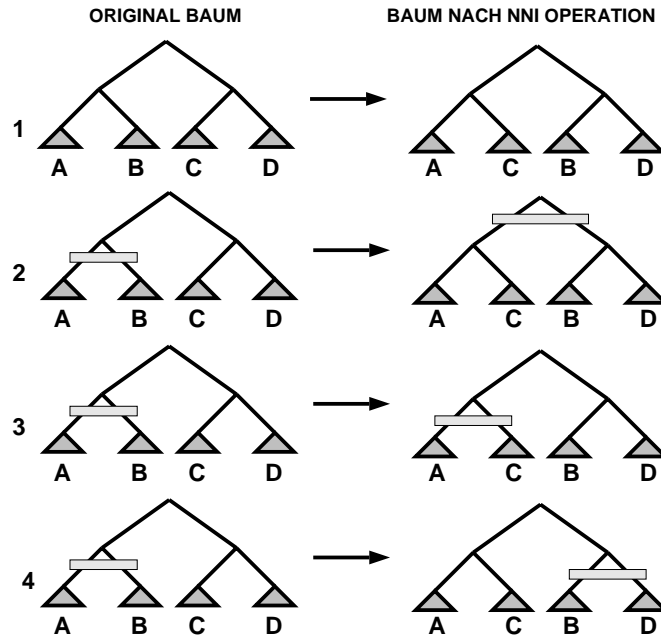 ORIGINAL BAUM BAUM NACH NNI OPERATION
1
A B C D A C B D
2
A B C D A C B D
3
A B C D A C B D
4
A B C D A C B D